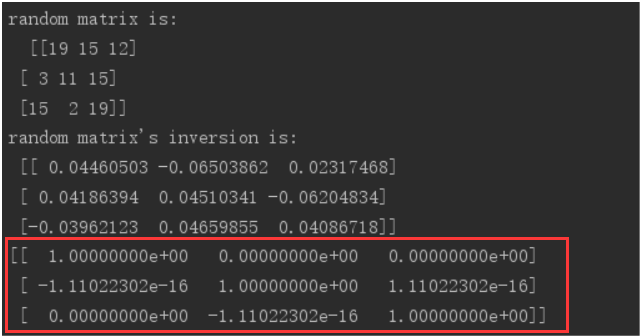 random matrix is:
[[19 15 12]
[ 3 11 15]
[15  2 19]]
random matrix's inversion is:
[[ 0.04460503 -0.06503862  0.02317468]
[ 0.04186394  0.04510341 -0.06204834]
[-0.03962123  0.04659855  0.04086718]]
[[  1.00000000e+00   0.00000000e+00   0.00000000e+00]
[ -1.11022302e-16   1.00000000e+00   1.11022302e-16]
[  0.00000000e+00  -1.11022302e-16   1.00000000e+00]]